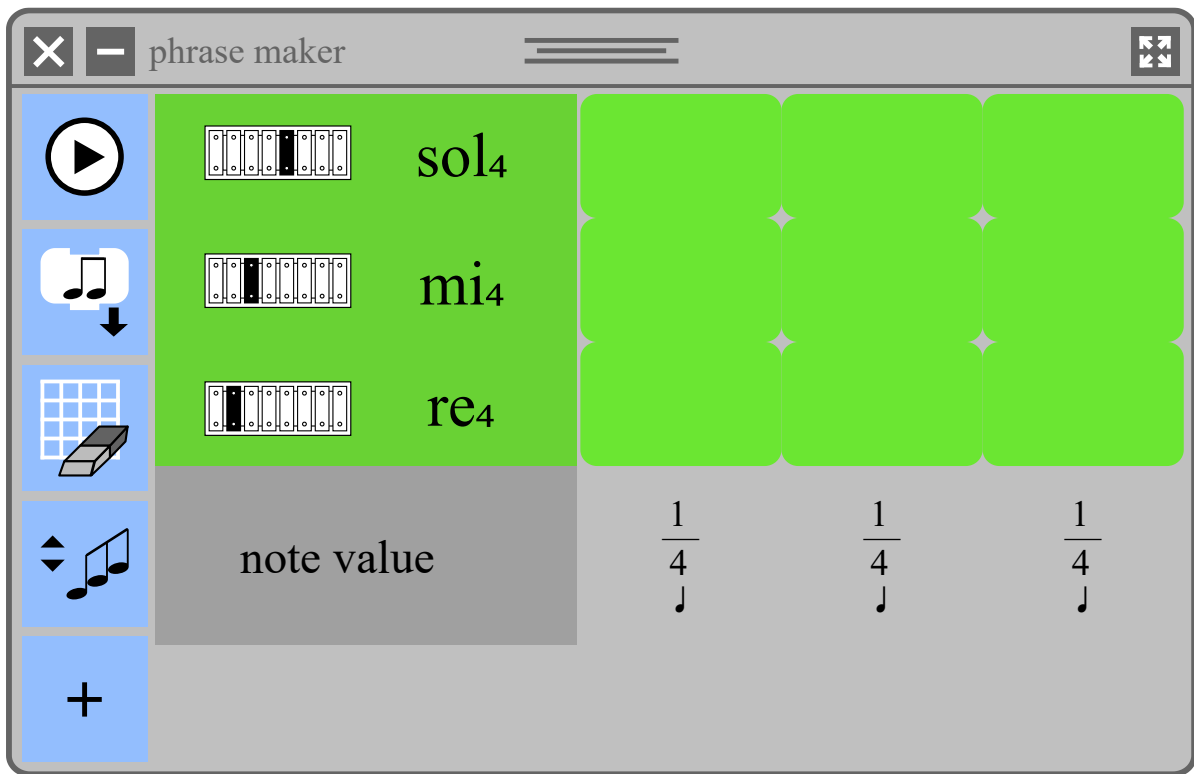 phrase maker
sol₄
mi₄
re₄
note value
1 1 1
4 4 4